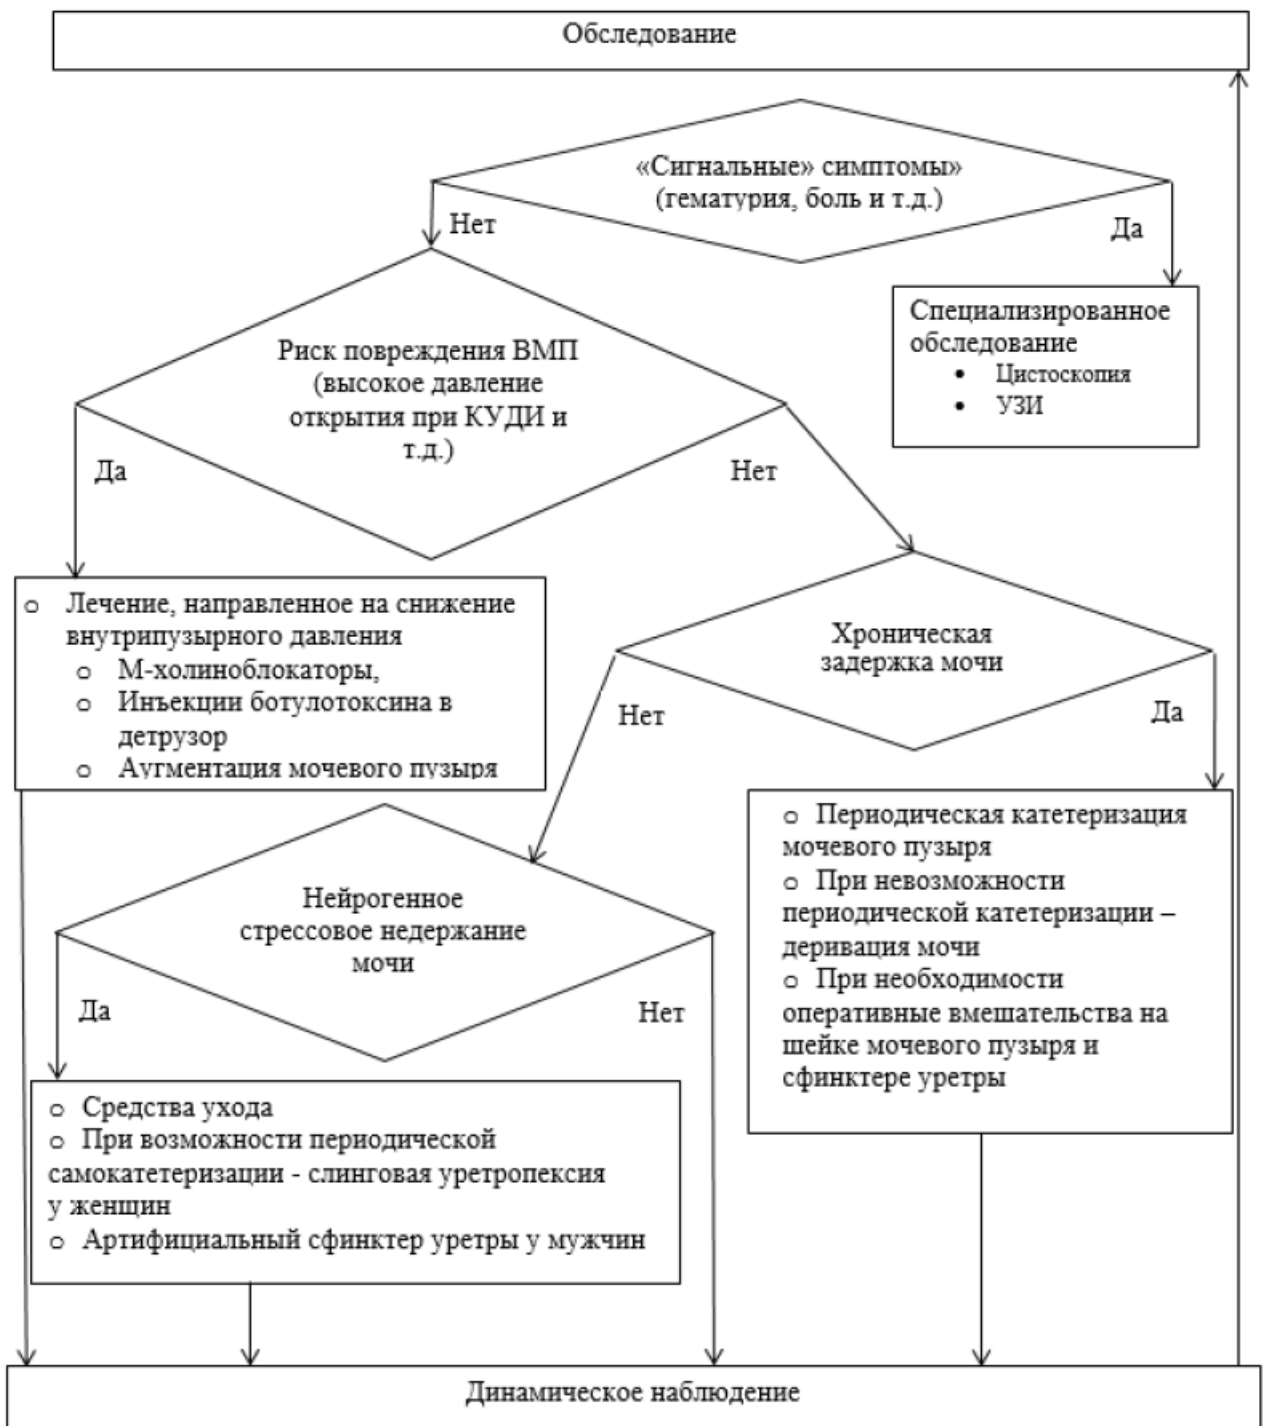 Обследование
«Сигнальные» симптомы»
(гематурия, боль и т.д.)
Нет
Да
Специализированное
обследование
• Цистоскопия
• УЗИ
Риск повреждения ВМП
(высокое давление
открытия при КУДИ и
т.д.)
Да
Нет
o Лечение, направленное на снижение
внутрипузырного давления
o М-холиноблокаторы,
o Инъекции ботулотоксина в
детрузор
o Аугментация мочевого пузыря
Хроническая
задержка мочи
Нет
Да
o Периодическая катетеризация
мочевого пузыря
o При невозможности
периодической катетеризации –
деривация мочи
o При необходимости
оперативные вмешательства на
шейке мочевого пузыря и
сфинктере уретры
Нейрогенное
стрессовое недержание
мочи
Да
Нет
o Средства ухода
o При возможности периодической
самокатетеризации - слинговая уретропексия
у женщин
o Артифициальный сфинктер уретры у мужчин
Динамическое наблюдение